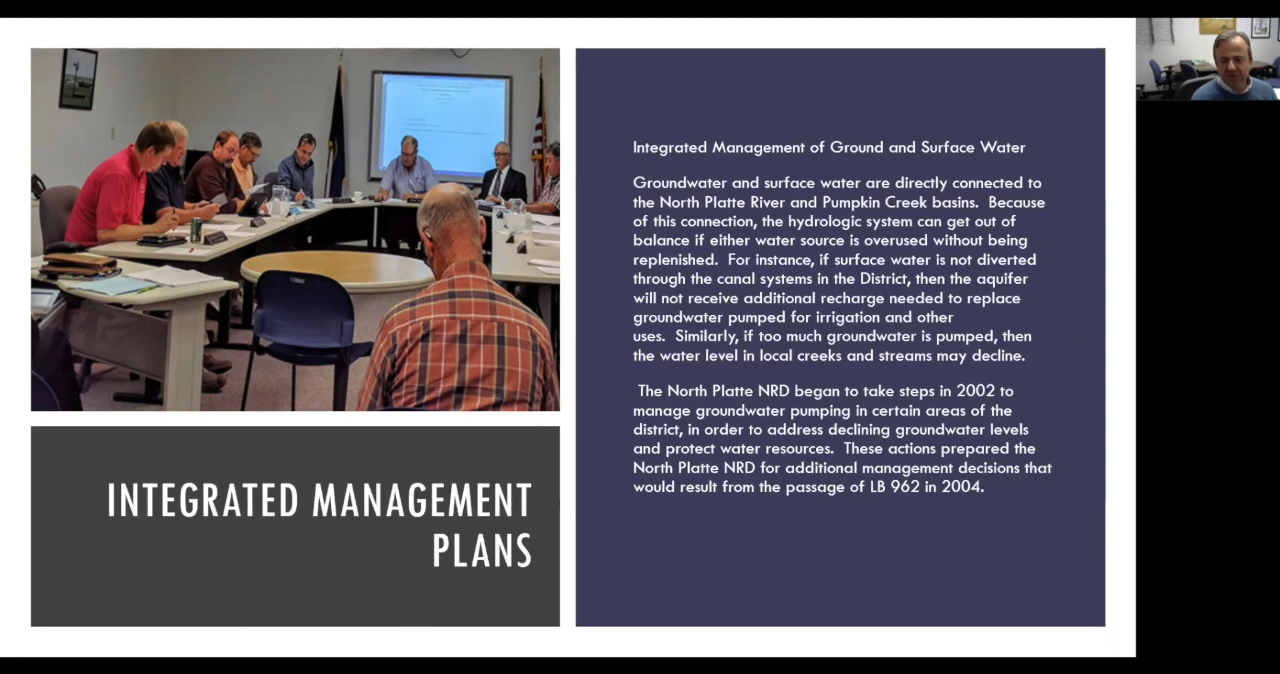 INTEGRATED MANAGEMENT
PLANS
Integrated Management of Ground and Surface Water
Groundwater and surface water are directly connected to
the North Platte River and Pumpkin Creek basins.  Because
of this connection, the hydrologic system can get out of
balance if either water source is overused without being
replenished.  For instance, if surface water is not diverted
through the canal systems in the District, then the aquifer
will not receive additional recharge needed to replace
groundwater pumped for irrigation and other
uses.  Similarly, if too much groundwater is pumped, then
the water level in local creeks and streams may decline.
The North Platte NRD began to take steps in 2002 to
manage groundwater pumping in certain areas of the
district, in order to address declining groundwater levels
and protect water resources.  These actions prepared the
North Platte NRD for additional management decisions that
would result from the passage of LB 962 in 2004.